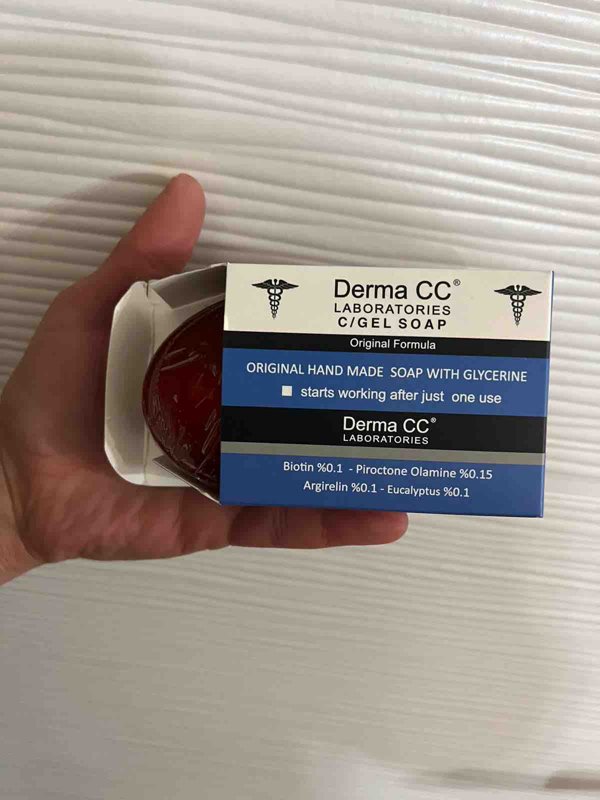 Derma CC®
LABORATORIES
C/GEL SOAP
Original Formula
ORIGINAL HAND MADE SOAP WITH GLYCERINE
starts working after just one use
Derma CC®
LABORATORIES
Biotin %0.1 - Piroctone Olamine %0.15
Argirelin %0.1 - Eucalyptus %0.1